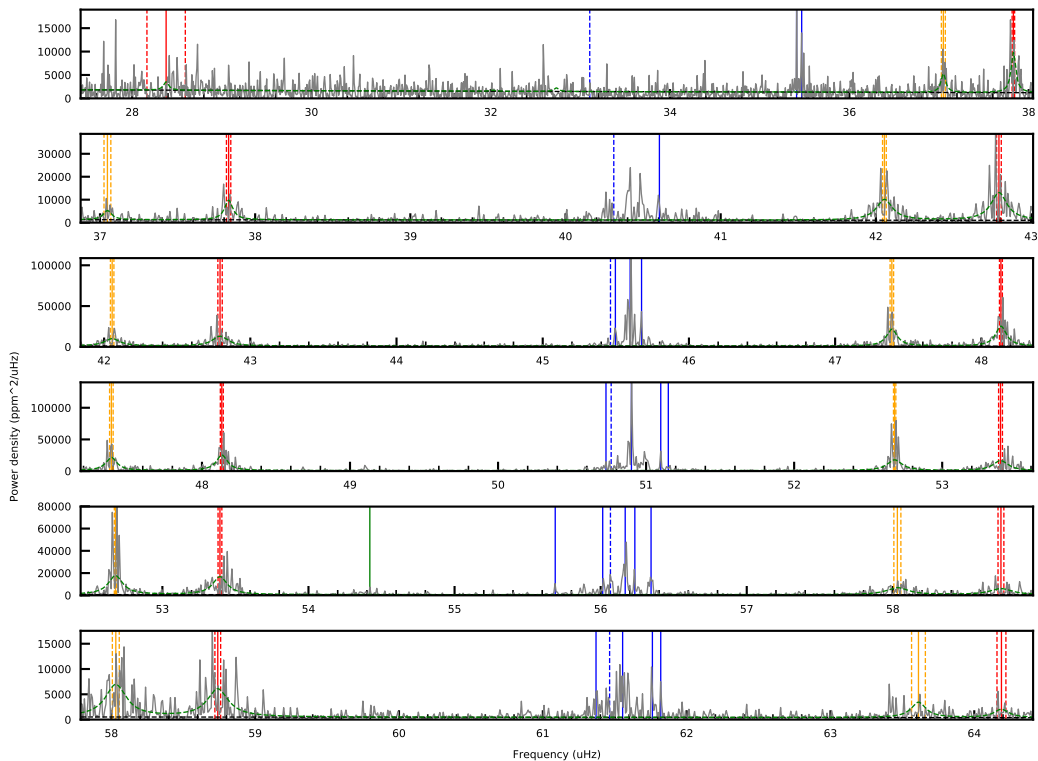 15000
10000
5000
0
28 30 32 34 36 38
30000
20000
10000
0
37 38 39 40 41 42 43
100000
50000
0
42 43 44 45 46 47 48
100000
50000
0
48 49 50 51 52 53
Power density (ppm^2/uHz)
80000
60000
40000
20000
0
53 54 55 56 57 58
15000
10000
5000
0
58 59 60 61 62 63 64
Frequency (uHz)